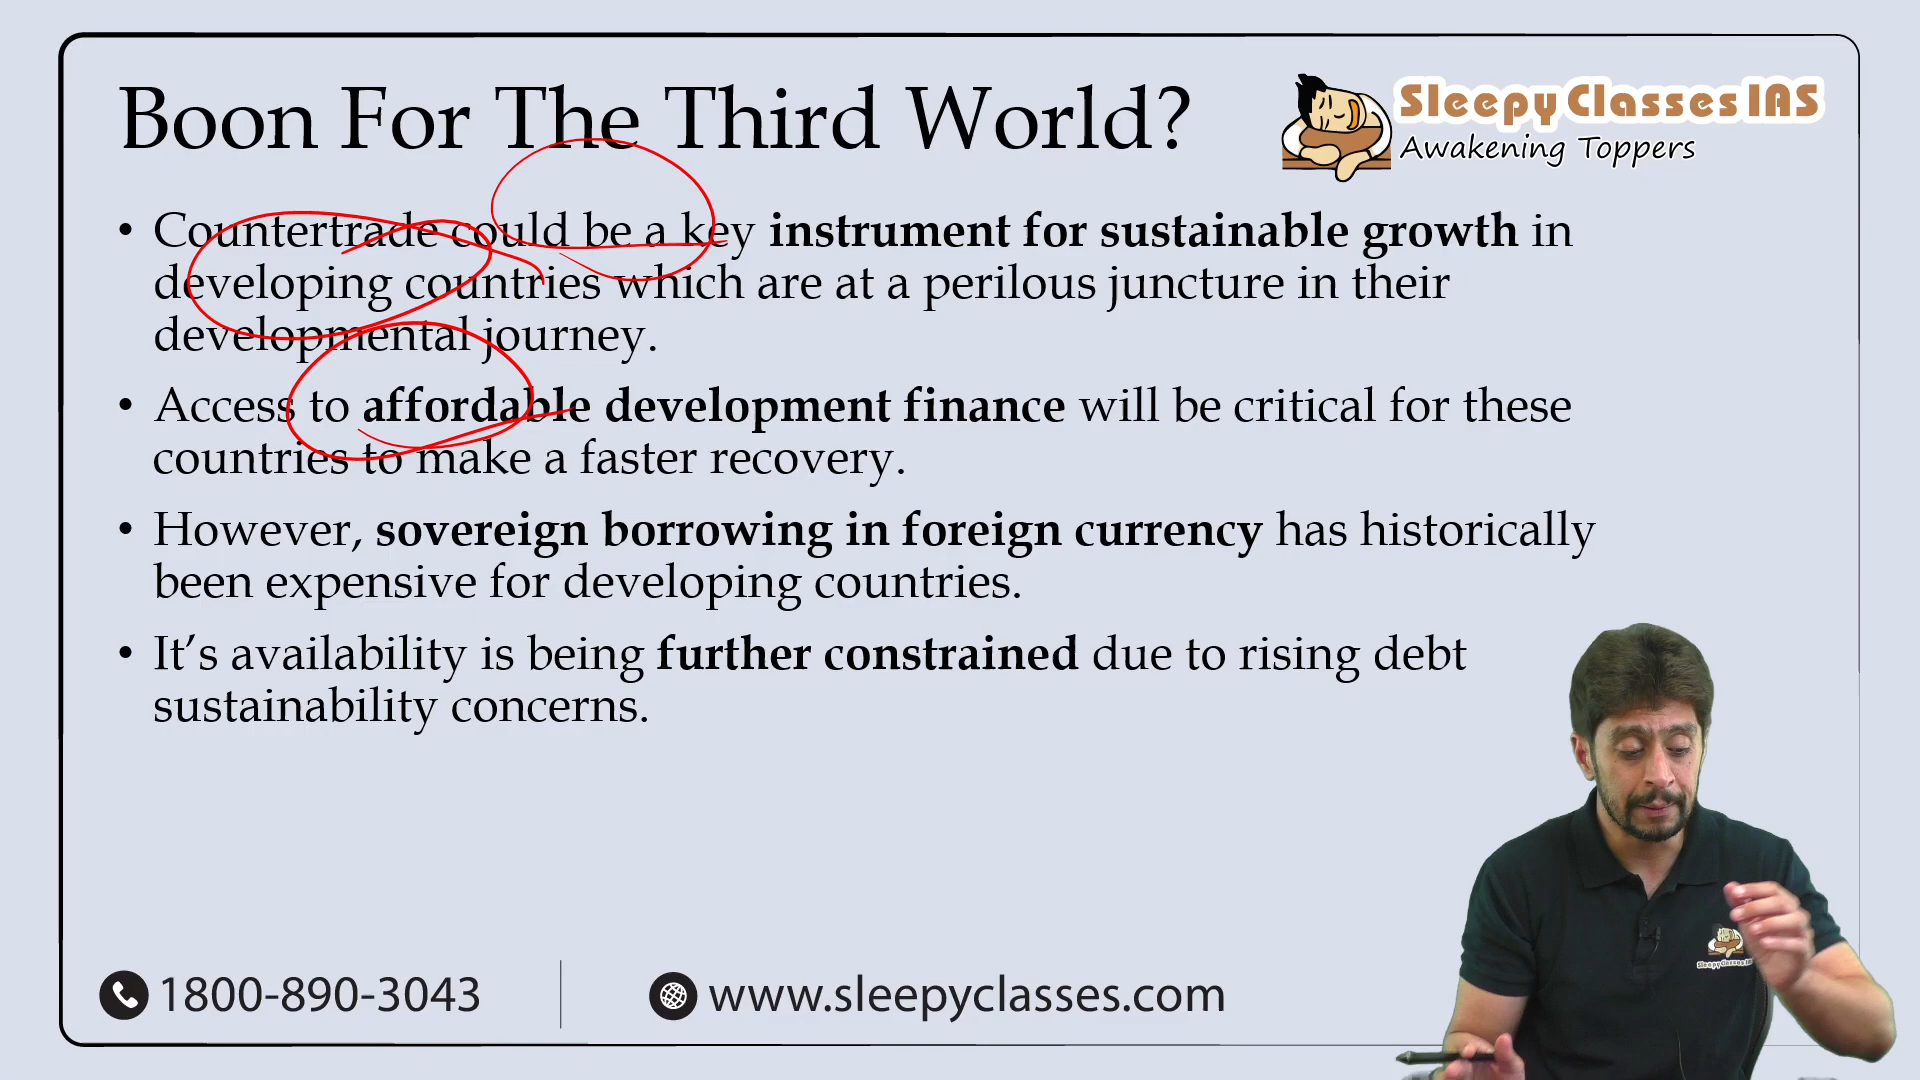 Boon For The Third World?
Sleepy Classes IAS
Awakening Toppers
• Countertrade could be a key instrument for sustainable growth in
developing countries which are at a perilous juncture in their
developmental journey.
• Access to affordable development finance will be critical for these
countries to make a faster recovery.
• However, sovereign borrowing in foreign currency has historically
been expensive for developing countries.
• It’s availability is being further constrained due to rising debt
sustainability concerns.
SleepyClasses IAS
1800-890-3043
www.sleepyclasses.com